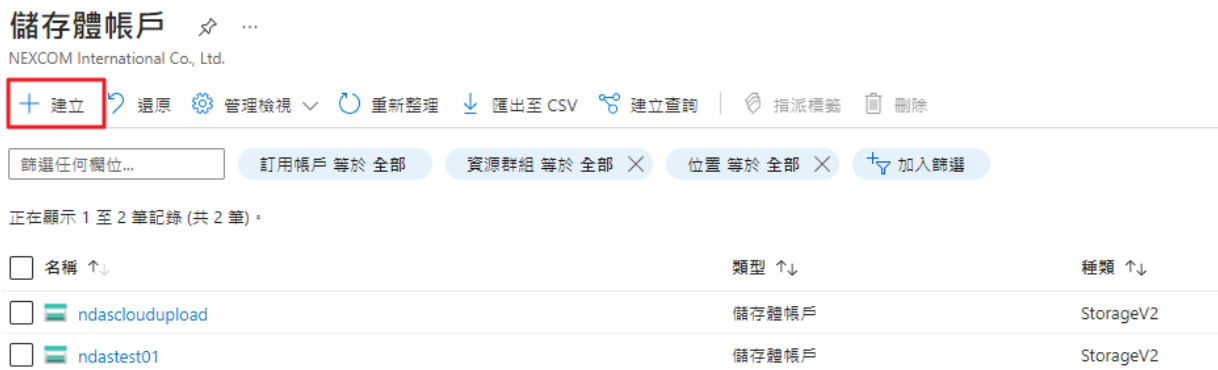 儲存體帳戶 ...
NEXCOM International Co., Ltd.
建立 還原 管理檢視 重新整理 匯出至 CSV 建立查詢 指派標籤 刪除
篩選任何欄位... 訂用帳戶 等於 全部 資源群組 等於 全部 位置 等於 全部 加入篩選
正在顯示 1 至 2 筆記錄 (共 2 筆)。
名稱 ↑↓ 類型 ↑↓ 種類 ↑↓
ndascloudupload 儲存體帳戶 StorageV2
ndastest01 儲存體帳戶 StorageV2